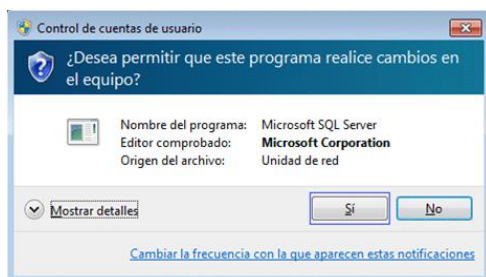 Control de cuentas de usuario
¿Desea permitir que este programa realice cambios en
el equipo?
Nombre del programa: Microsoft SQL Server
Editor comprobado: Microsoft Corporation
Origen del archivo: Unidad de red
Mostrar detalles Sí No
Cambiar la frecuencia con la que aparecen estas notificaciones